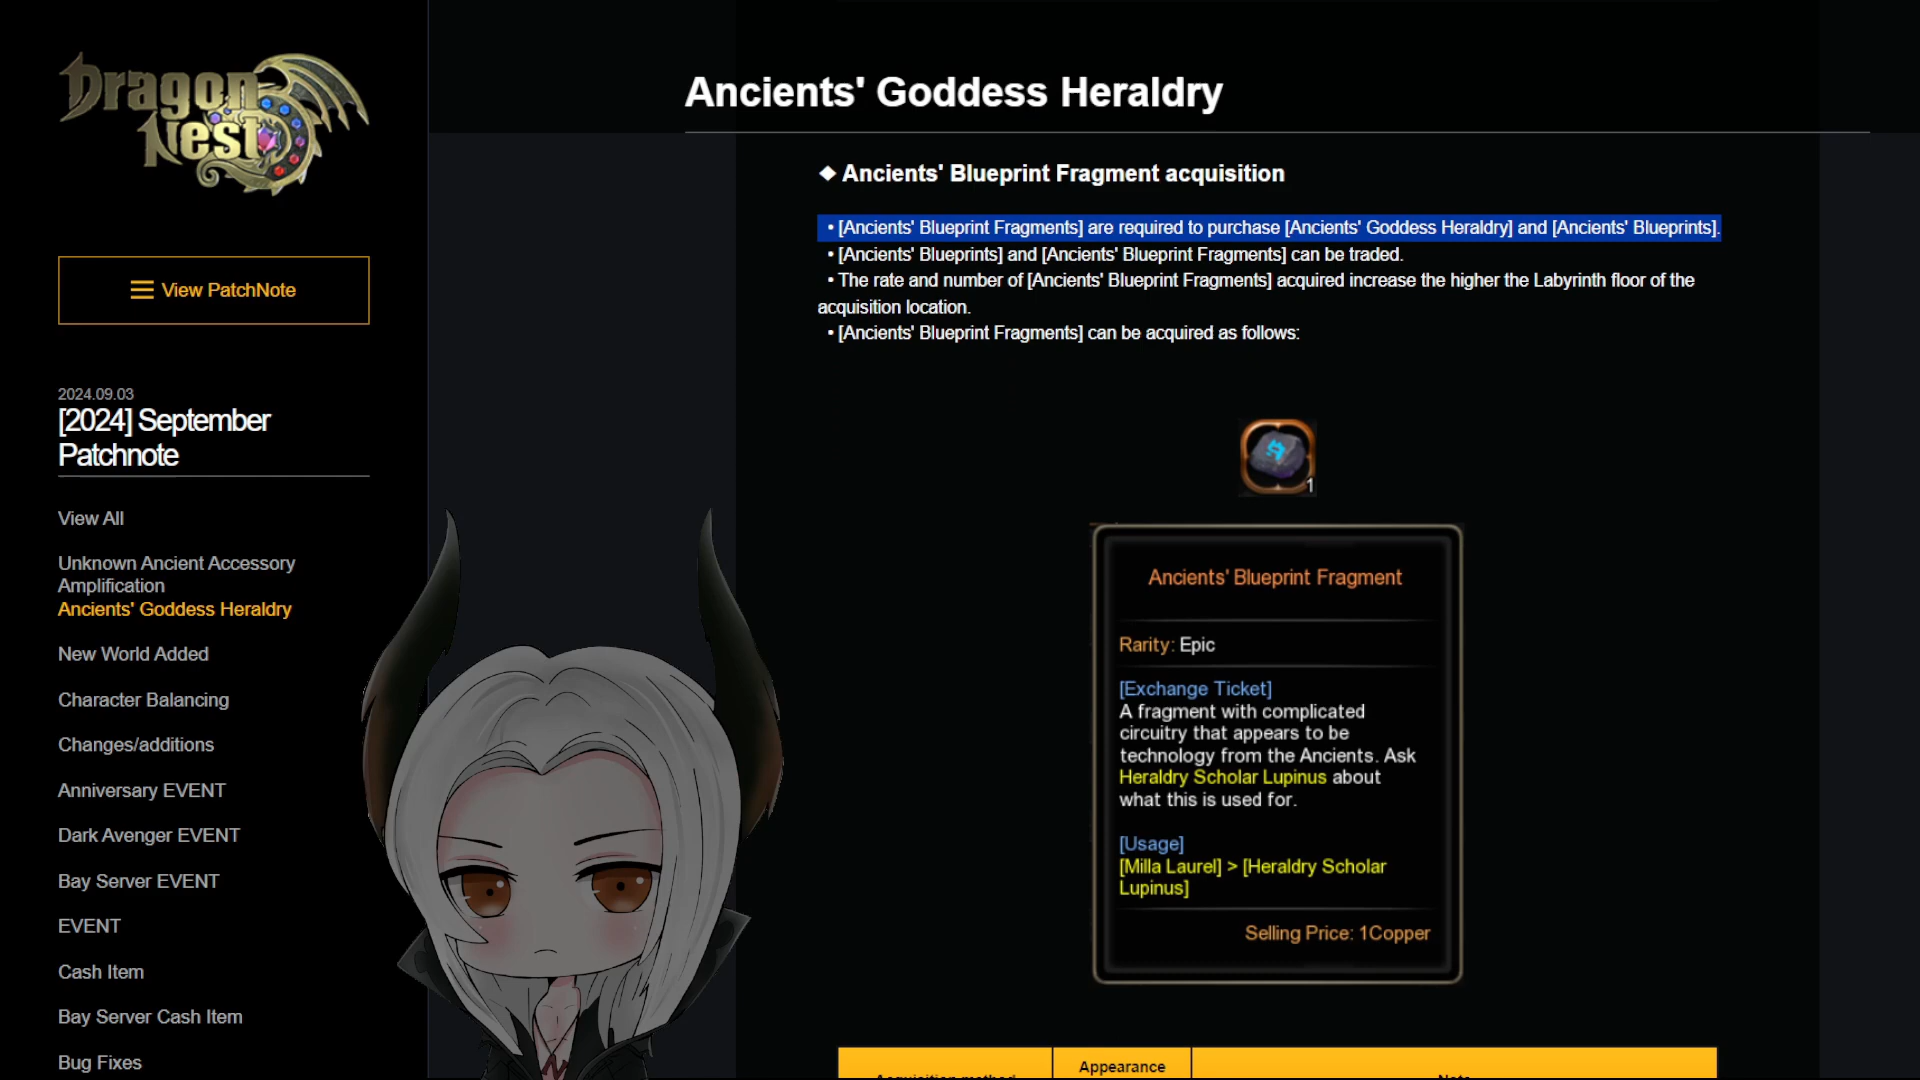 Dragon
Nest
View PatchNote
2024.09.03
[2024] September
Patchnote
View All
Unknown Ancient Accessory
Amplification
Ancients' Goddess Heraldry
New World Added
Character Balancing
Changes/additions
Anniversary EVENT
Dark Avenger EVENT
Bay Server EVENT
EVENT
Cash Item
Bay Server Cash Item
Bug Fixes
Ancients' Goddess Heraldry
◆ Ancients' Blueprint Fragment acquisition
• [Ancients' Blueprint Fragments] are required to purchase [Ancients' Goddess Heraldry] and [Ancients' Blueprints].
• [Ancients' Blueprints] and [Ancients' Blueprint Fragments] can be traded.
• The rate and number of [Ancients' Blueprint Fragments] acquired increase the higher the Labyrinth floor of the
acquisition location.
• [Ancients' Blueprint Fragments] can be acquired as follows:
1
Ancients' Blueprint Fragment
Rarity: Epic
[Exchange Ticket]
A fragment with complicated
circuitry that appears to be
technology from the Ancients. Ask
Heraldry Scholar Lupinus about
what this is used for.
[Usage]
[Milla Laurel] > [Heraldry Scholar
Lupinus]
Selling Price: 1Copper
Appearance